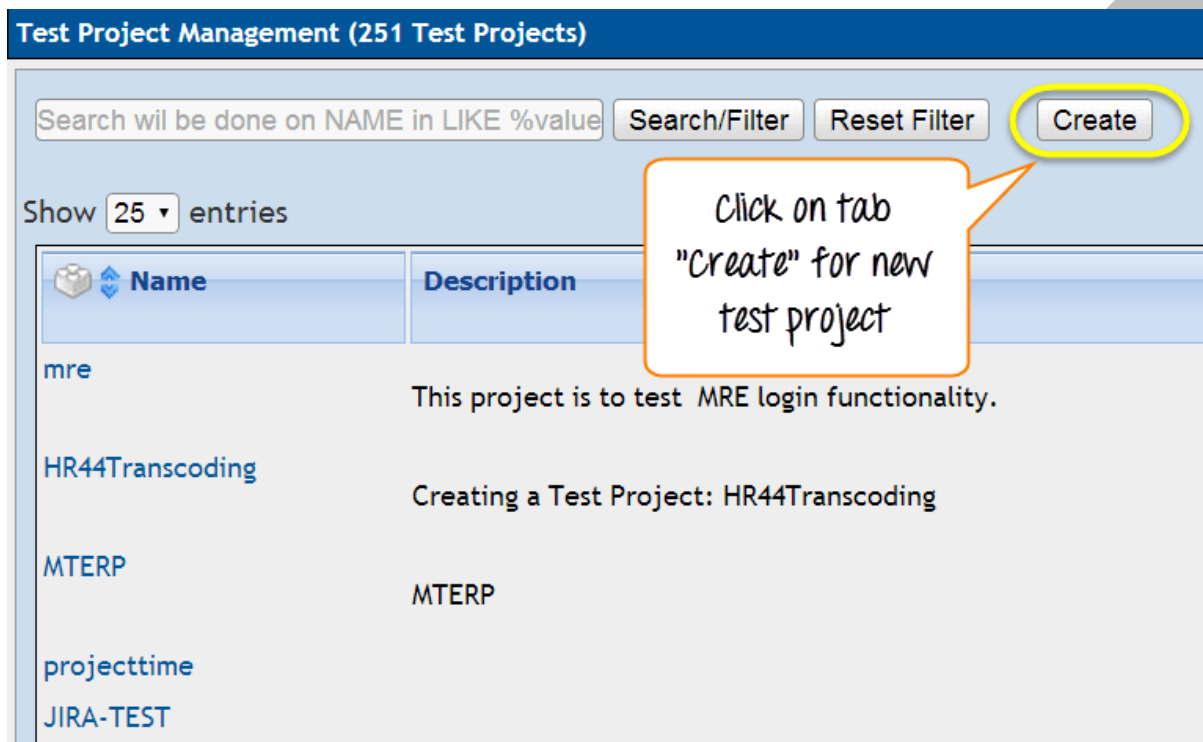 Test Project Management (251 Test Projects)
Search wil be done on NAME in LIKE %value
Search/Filter
Reset Filter
Create
Click on tab
"Create" for new
test project
Show 25 entries
Name
Description
mre
This project is to test MRE login functionality.
HR44Transcoding
Creating a Test Project: HR44Transcoding
MTERP
MTERP
projecttime
JIRA-TEST